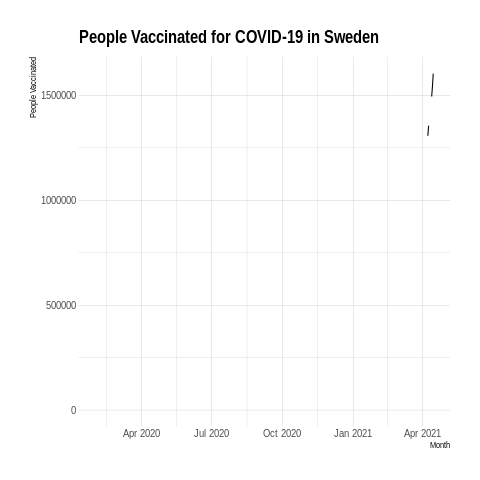 People Vaccinated for COVID-19 in Sweden
People Vaccinated
1500000
1000000
500000
0
Apr 2020 Jul 2020 Oct 2020 Jan 2021 Apr 2021
Month